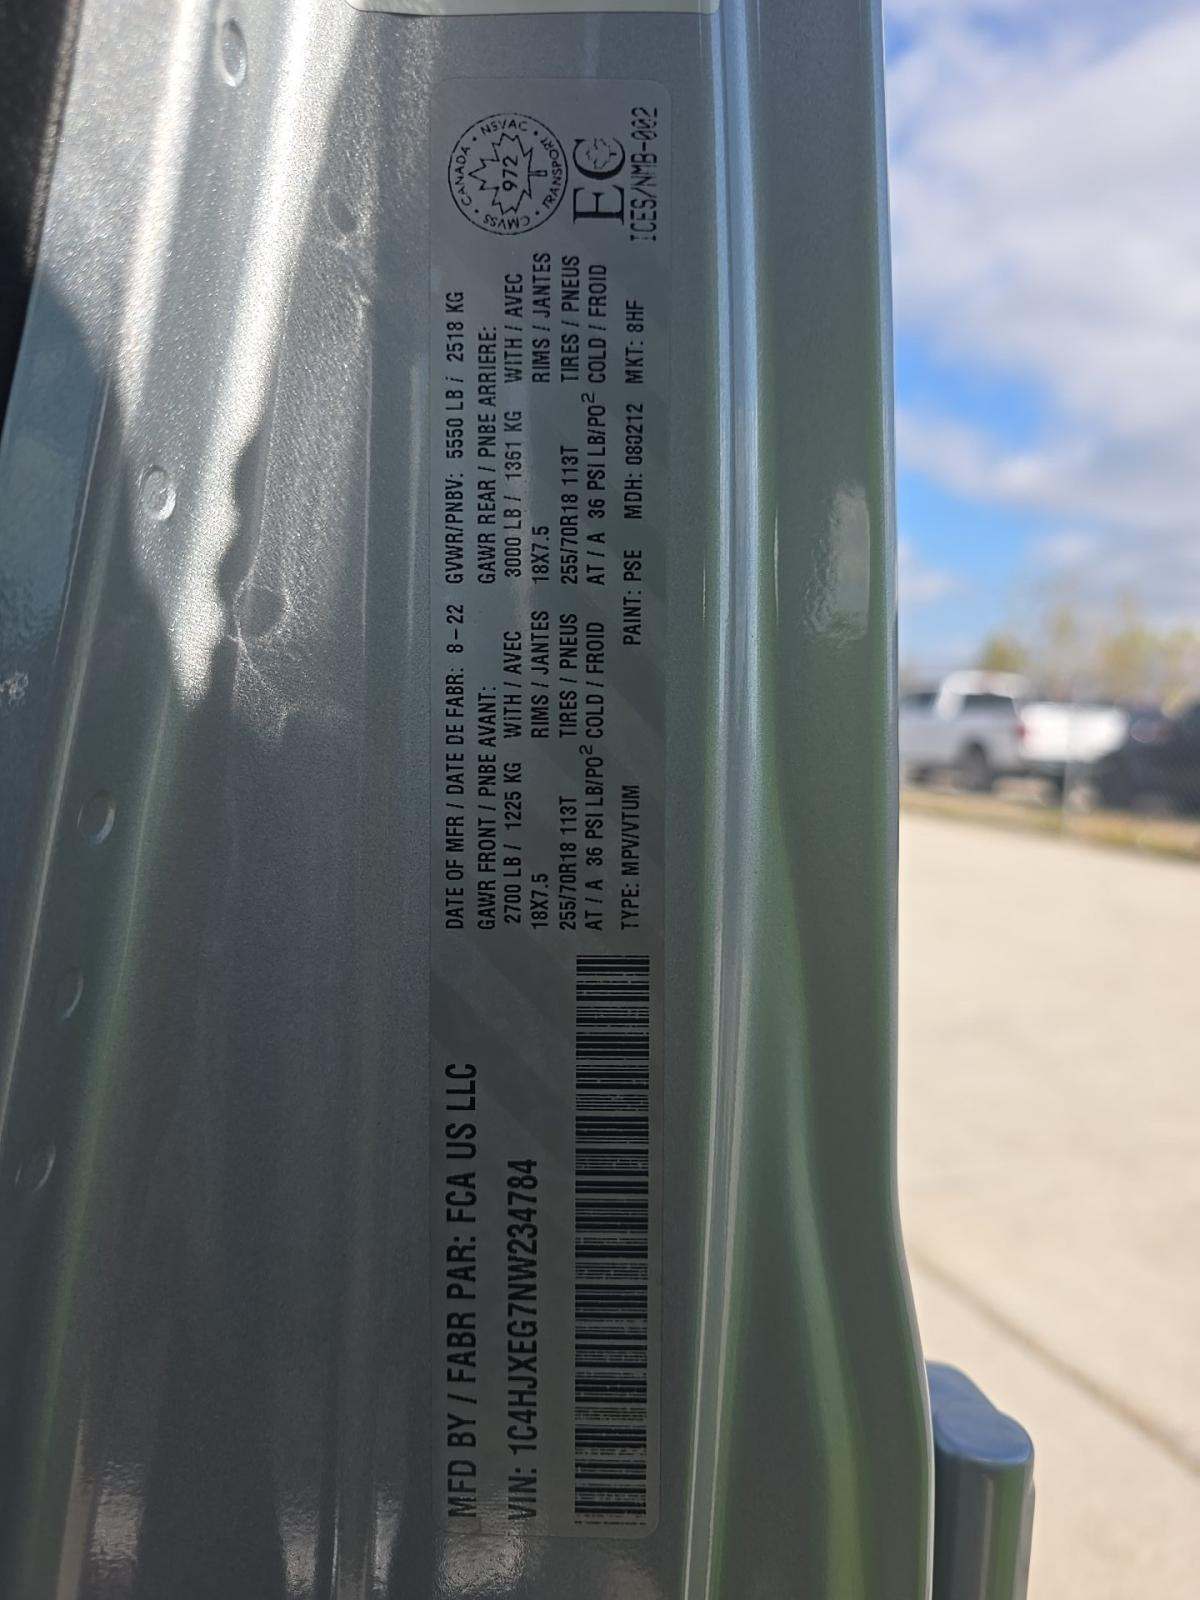 MFD BY / FABR PAR: FCA US LLC
VIN: 1C4HJXEG7NW234784
DATE OF MFR / DATE DE FABR: 8-22 GVWR/PNBV: 5550 LB / 2518 KG
GAWR FRONT / PNBE AVANT: GAWR REAR / PNBE ARRIERE:
2700 LB / 1225 KG WITH / AVEC 3000 LB / 1361 KG WITH / AVEC
18X7.5 RIMS / JANTES 18X7.5 RIMS / JANTES
255/70R18 113T TIRES / PNEUS 255/70R18 113T TIRES / PNEUS
AT / A 36 PSI LB/PO² COLD / FROID AT / A 36 PSI LB/PO² COLD / FROID
TYPE: MPV/VTUM PAINT: PSE MDH: 080212 MKT: 8HF
CANADA • NSVAC • TRANSPORT • CMVSS •
972
EC
ICES/NMB-002